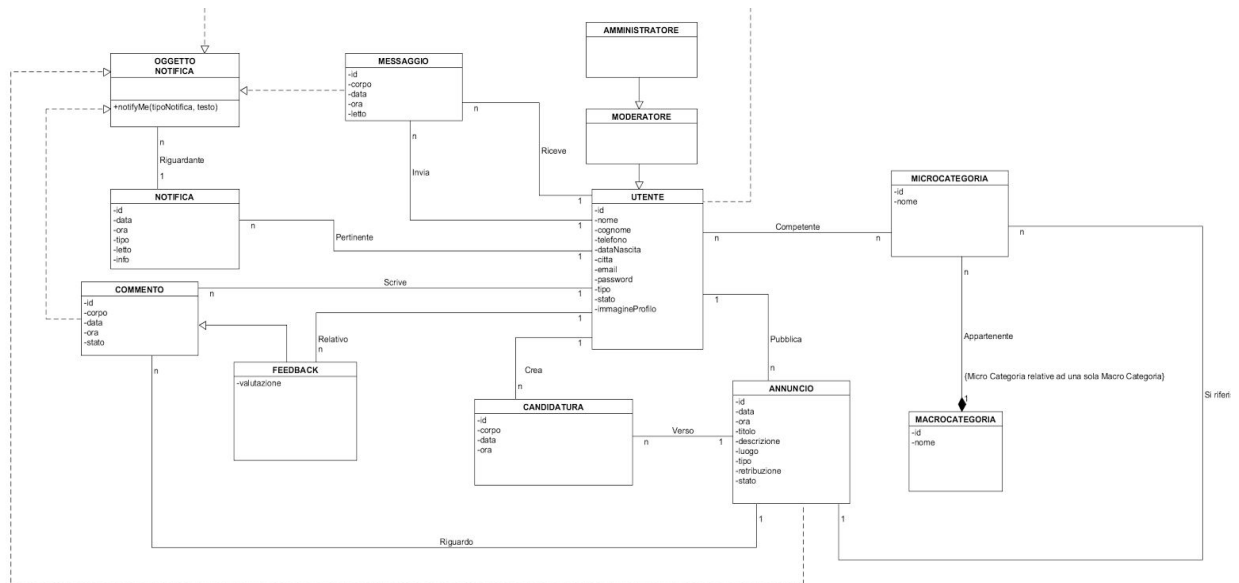 OGGETTO
NOTIFICA
+notifyMe(tipoNotifica, testo)
MESSAGGIO
-id
-corpo
-data
-ora
-letto
AMMINISTRATORE
MODERATORE
n
Riceve
1
n
Invia
1
n
Riguardante
1
NOTIFICA
-id
-data
-ora
-tipo
-letto
-info
n
Pertinente
1
UTENTE
-id
-nome
-cognome
-telefono
-dataNascita
-citta
-email
-password
-tipo
-stato
-immagineProfilo
Competente
n
n
MICROCATEGORIA
-id
-nome
n
n
COMMENTO
-id
-corpo
-data
-ora
-stato
Scrive
n
1
1
Relativo
n
FEEDBACK
-valutazione
1
Crea
n
CANDIDATURA
-id
-corpo
-data
-ora
Verso
n
1
1
Pubblica
n
ANNUNCIO
-id
-data
-ora
-titolo
-descrizione
-luogo
-tipo
-retribuzione
-stato
Appartenente
{Micro Categoria relative ad una sola Macro Categoria}
1
MACROCATEGORIA
-id
-nome
Si riferi
n
Riguardo
1
1